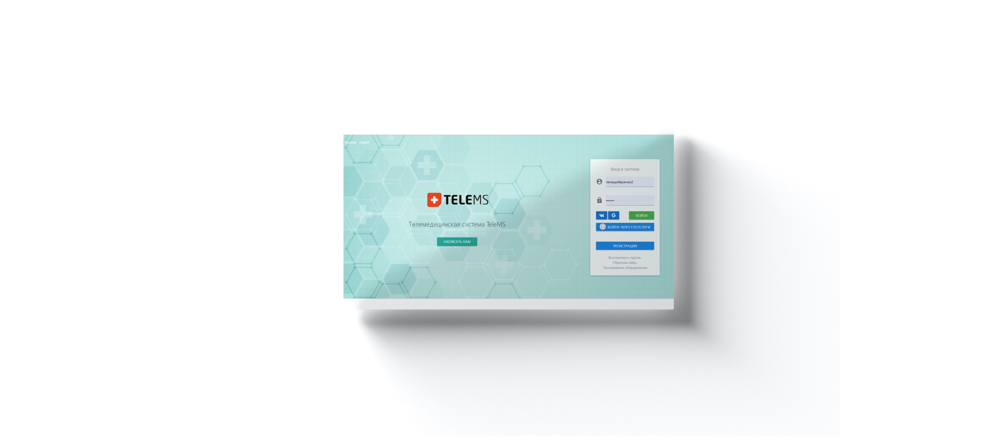 Русский English
TELEMS
Телемедицинская система TeleMS
НАПИСАТЬ НАМ
Вход в систему
лечащийврачмо2
••••••
G ВОЙТИ
ВОЙТИ ЧЕРЕЗ ГОСУСЛУГИ
РЕГИСТРАЦИЯ
Восстановить пароль
Обратная связь
Тестирование оборудования